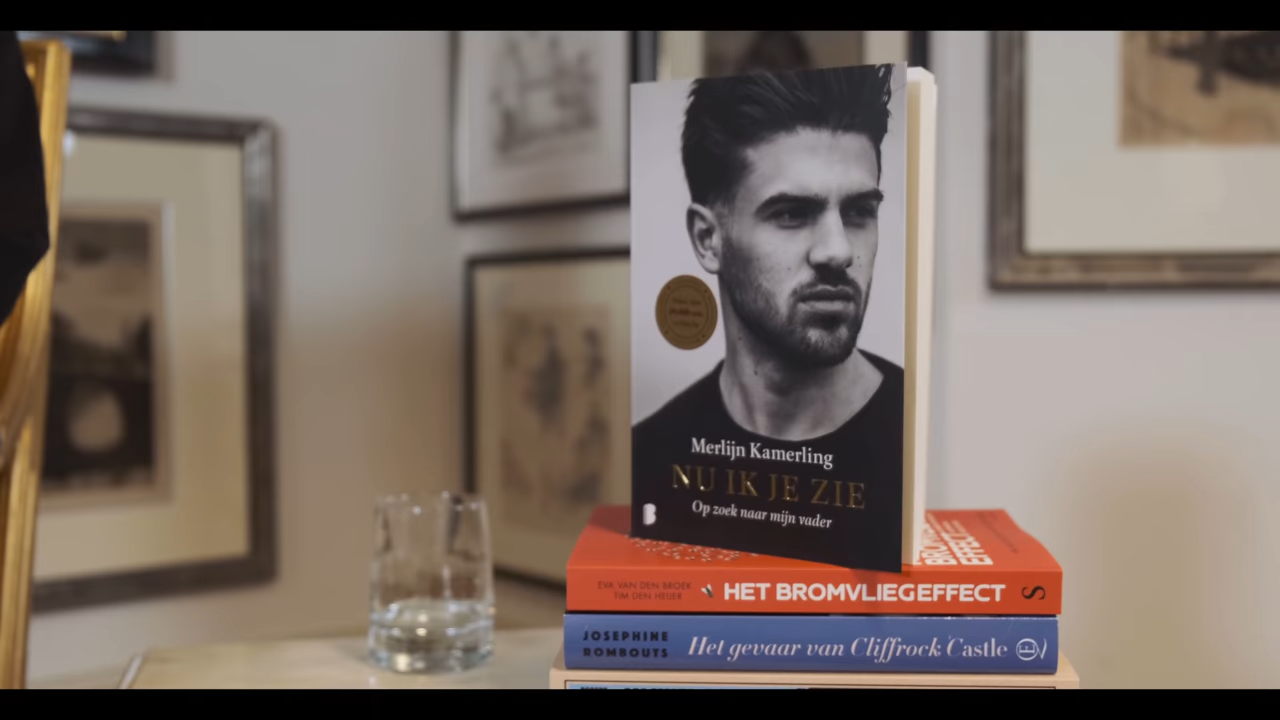 Merlijn Kamerling
NU IK JE ZIE
Op zoek naar mijn vader
EFFECT
EVA VAN DEN BROEK
TIM DEN HEIJER
HET BROMVLIEGEFFECT
JOSEPHINE
ROMBOUTS
Het gevaar van Cliffrock Castle